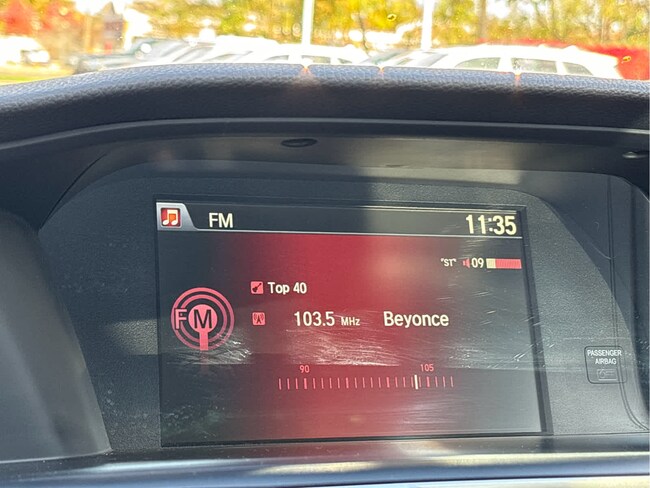 FM
11:35
"ST" 09
Top 40
FM
103.5 MHz Beyonce
90 105
PASSENGER
AIRBAG